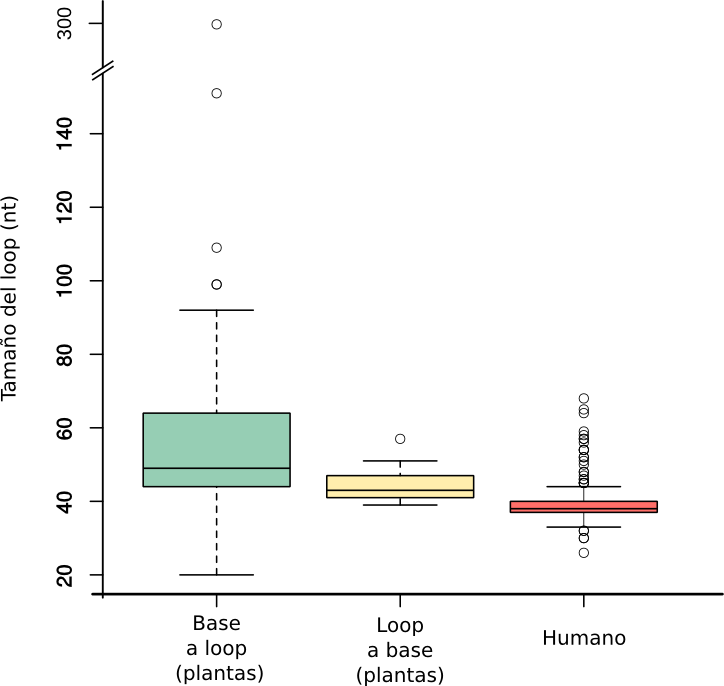 300
140
120
100
80
60
40
20
Tamaño del loop (nt)
Base
a loop
(plantas)
Loop
a base
(plantas)
Humano